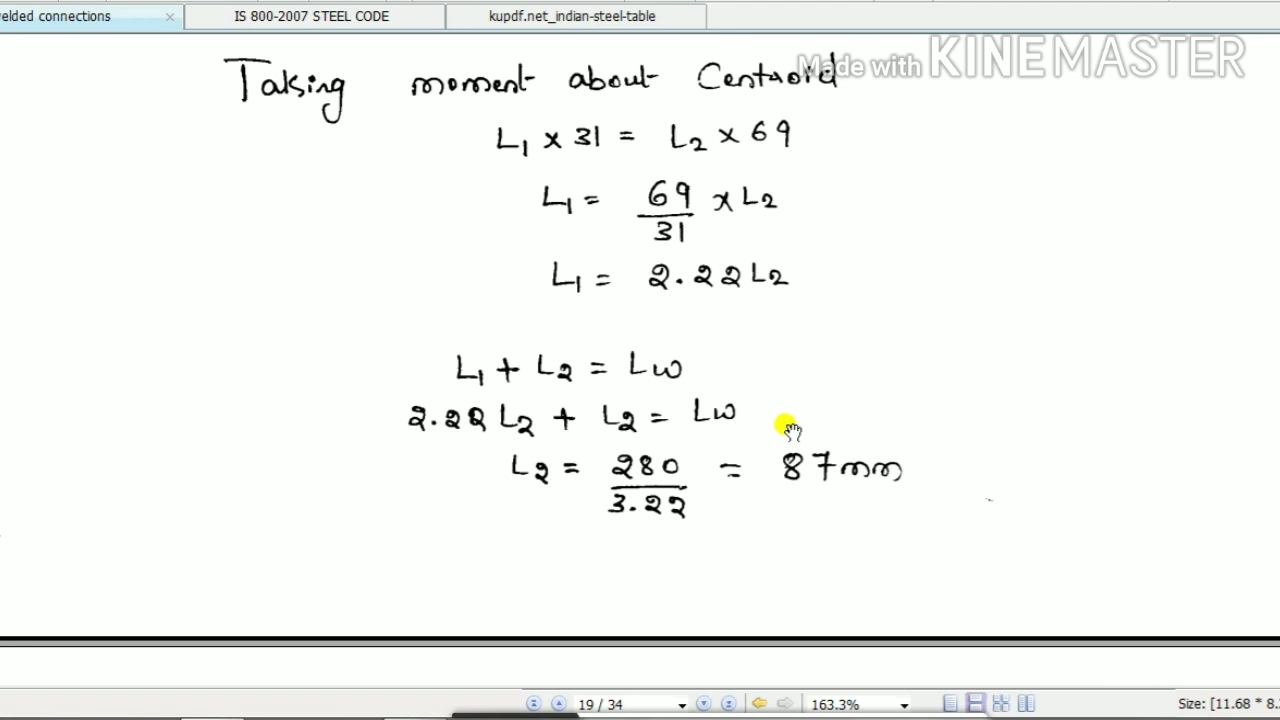 elded connections
IS 800-2007 STEEL CODE
kupdf.net_indian-steel-table
Made with KINEMASTER
Taking moment about Centroid
L1 x 31 = L2 x 69
L1 = 69/31 x L2
L1 = 2.22L2
L1 + L2 = Lw
2.22 L2 + L2 = Lw
L2 = 280/3.22 = 87mm
19 / 34
163.3%
Size: [11.68 * 8.